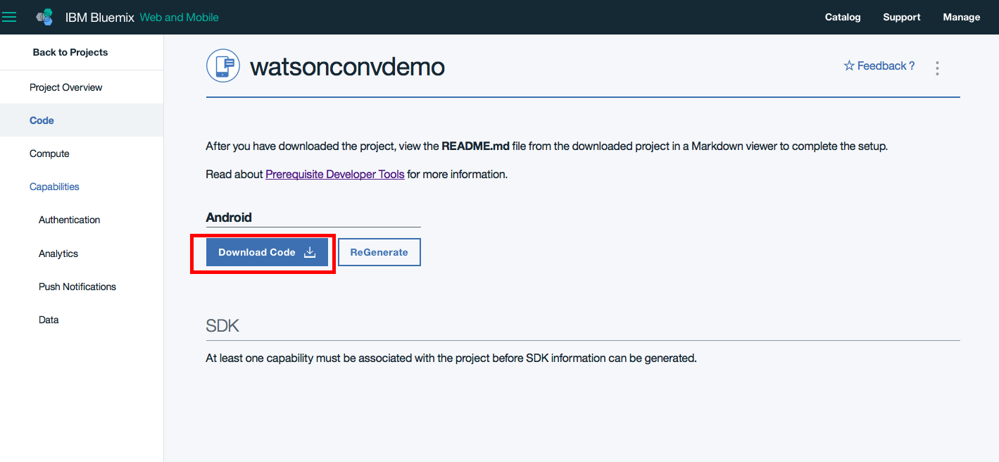 IBM Bluemix Web and Mobile
Catalog Support Manage
Back to Projects
Project Overview
Code
Compute
Capabilities
Authentication
Analytics
Push Notifications
Data
watsonconvdemo
Feedback ?
After you have downloaded the project, view the README.md file from the downloaded project in a Markdown viewer to complete the setup.
Read about Prerequisite Developer Tools for more information.
Android
Download Code
ReGenerate
SDK
At least one capability must be associated with the project before SDK information can be generated.